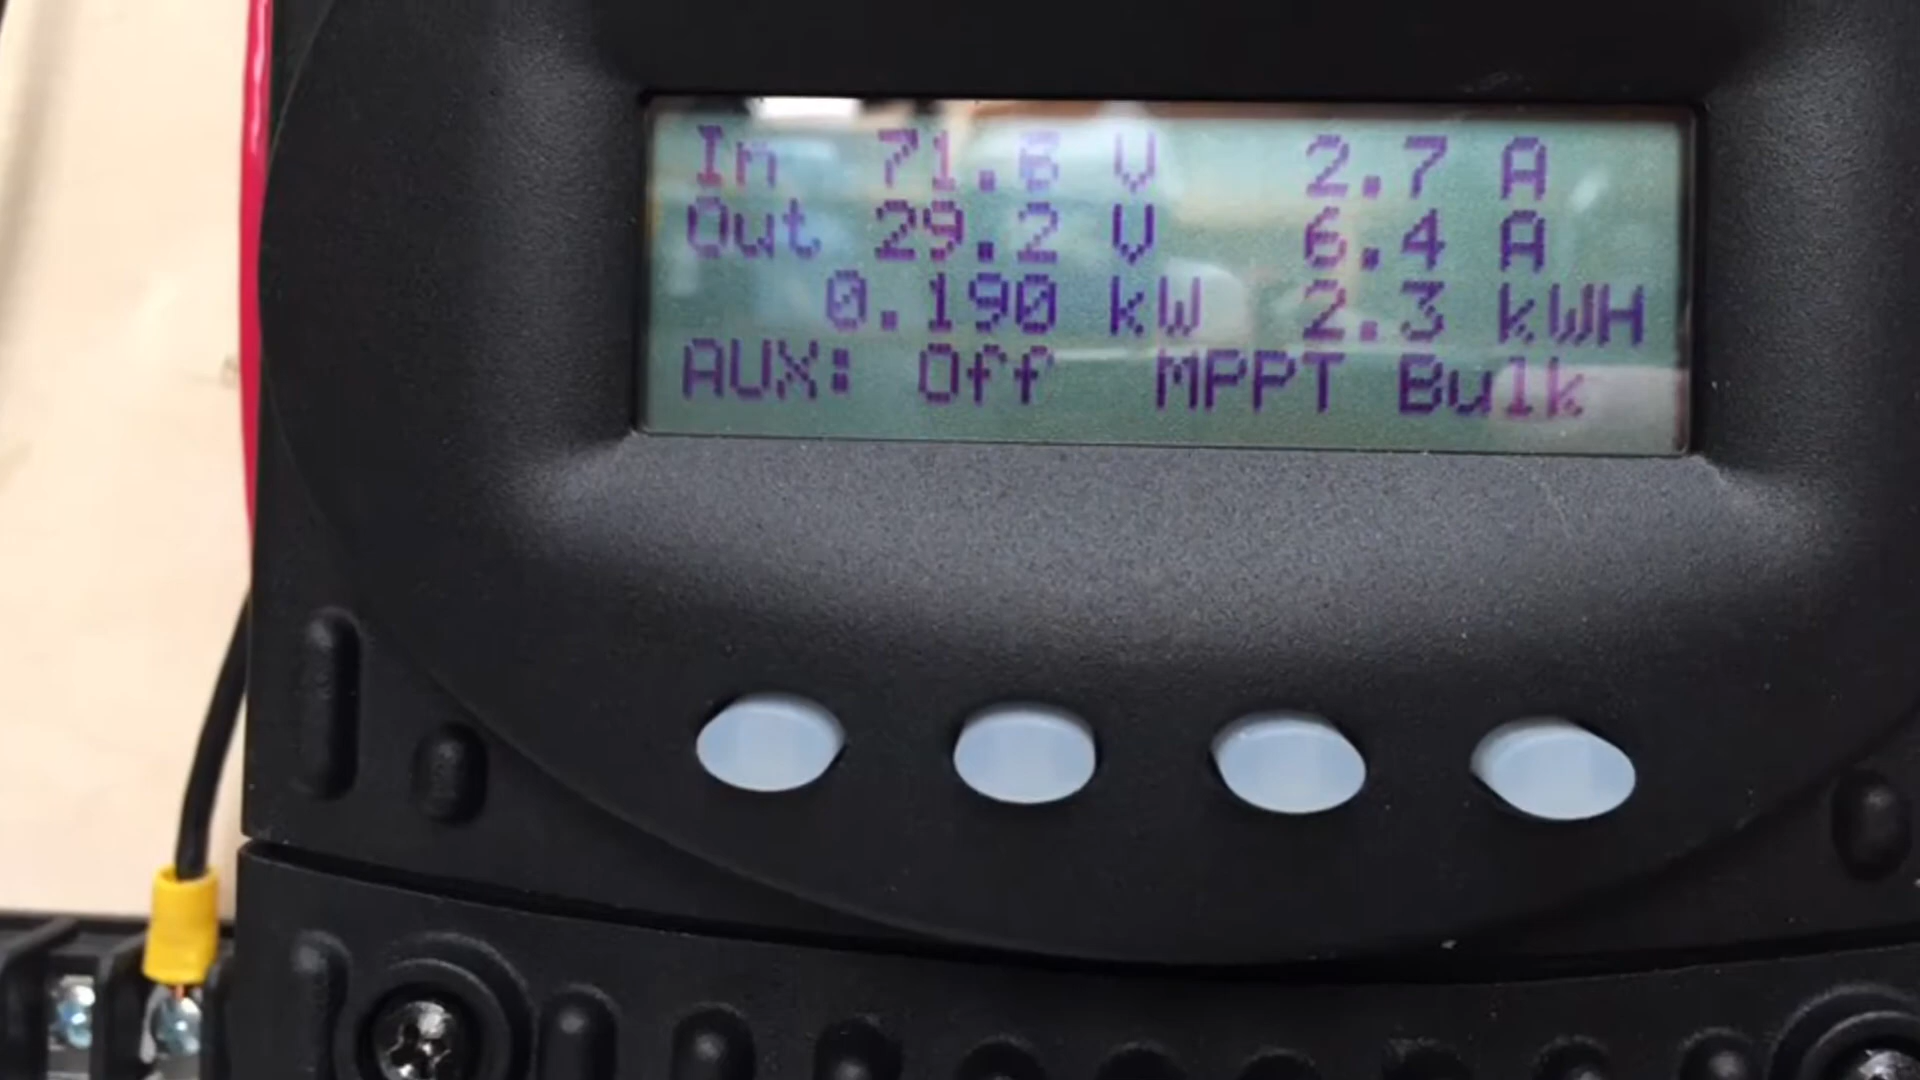 In 71.6 V 2.7 A
Out 29.2 V 6.4 A
0.190 kW 2.3 kWH
AUX: Off MPPT Bulk